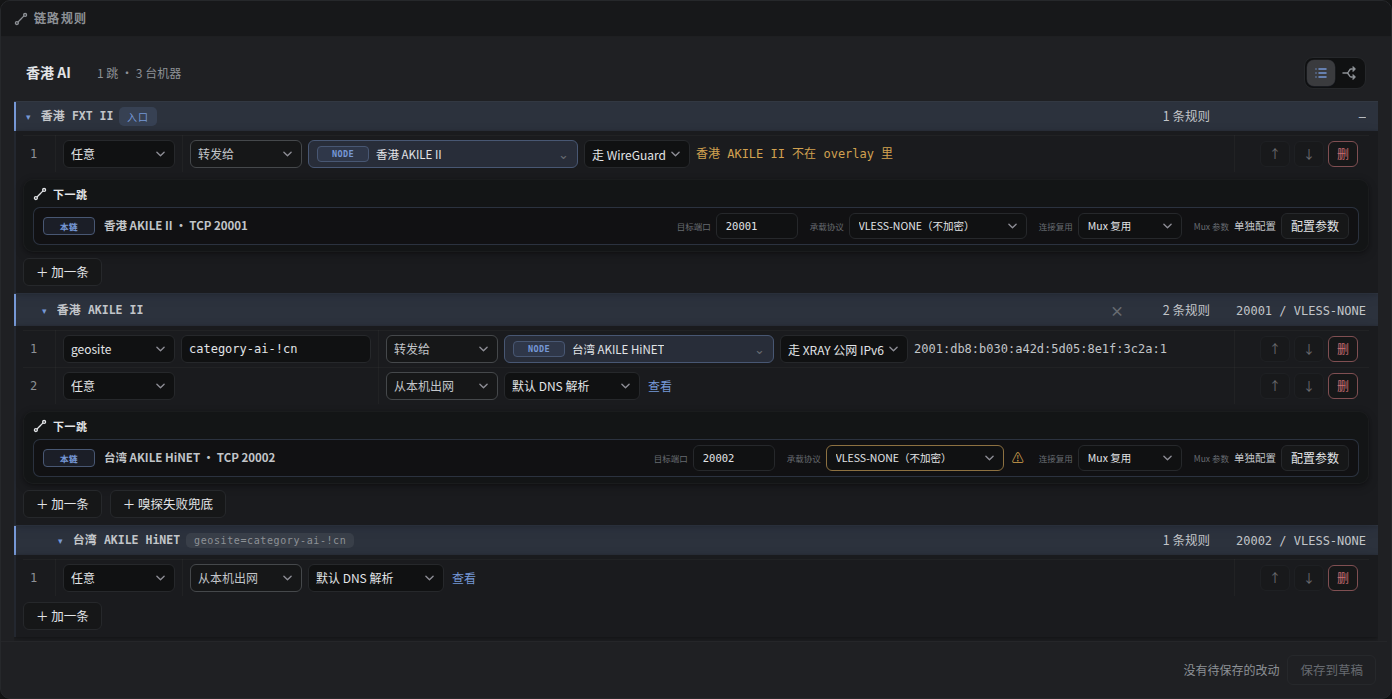 链路规则
香港 AI 1 跳 · 3 台机器
香港 FXT II 入口 1 条规则 −
1 任意 转发给 NODE 香港 AKILE II 走 WireGuard 香港 AKILE II 不在 overlay 里 ↑ ↓ 删
下一跳
本链 香港 AKILE II · TCP 20001 目标端口 20001 承载协议 VLESS-NONE（不加密） 连接复用 Mux 复用 Mux 参数 单独配置 配置参数
＋ 加一条
香港 AKILE II × 2 条规则 20001 / VLESS-NONE
1 geosite category-ai-!cn 转发给 NODE 台湾 AKILE HiNET 走 XRAY 公网 IPv6 2001:db8:b030:a42d:5d05:8e1f:3c2a:1 ↑ ↓ 删
2 任意 从本机出网 默认 DNS 解析 查看 ↑ ↓ 删
下一跳
本链 台湾 AKILE HiNET · TCP 20002 目标端口 20002 承载协议 VLESS-NONE（不加密） 连接复用 Mux 复用 Mux 参数 单独配置 配置参数
＋ 加一条 ＋ 嗅探失败兜底
台湾 AKILE HiNET geosite=category-ai-!cn 1 条规则 20002 / VLESS-NONE
1 任意 从本机出网 默认 DNS 解析 查看 ↑ ↓ 删
＋ 加一条
没有待保存的改动 保存到草稿